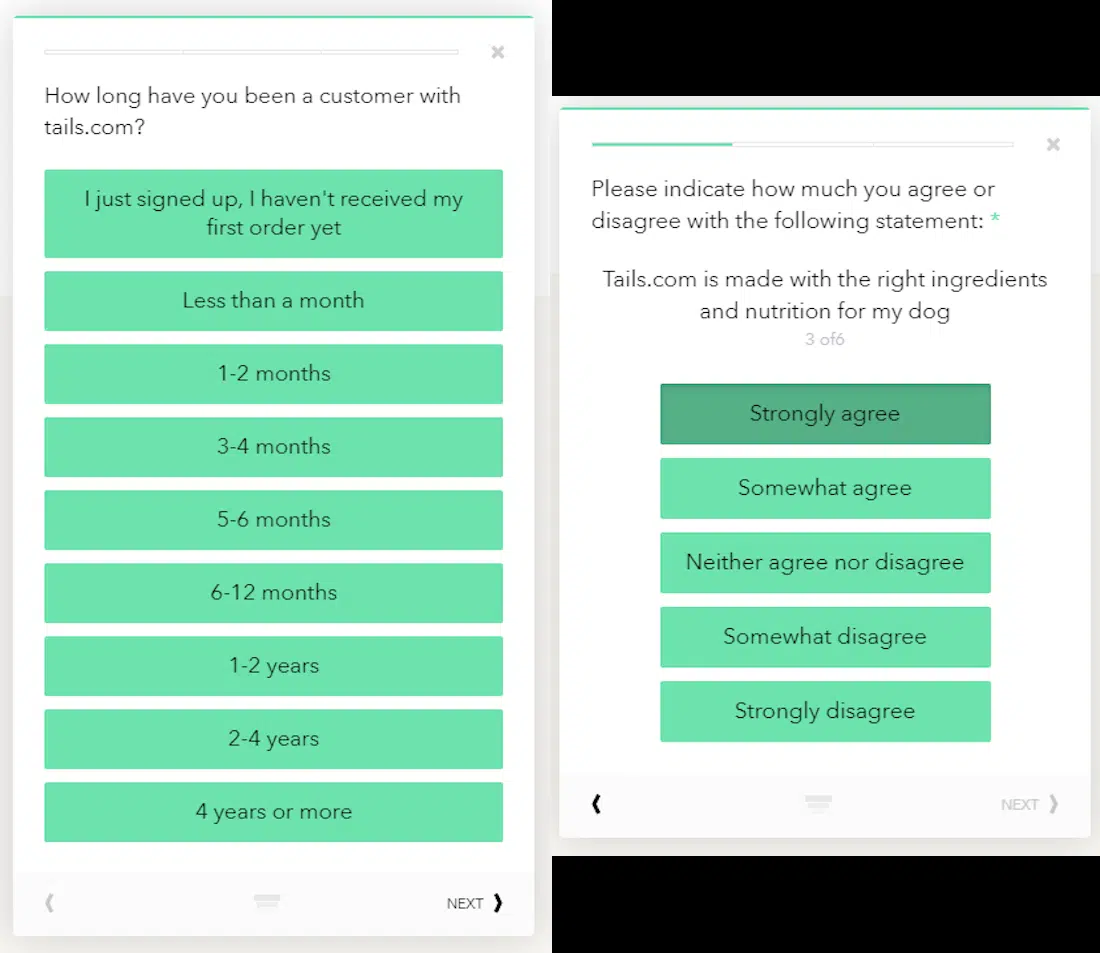 How long have you been a customer with
tails.com?
I just signed up, I haven't received my
first order yet
Less than a month
1-2 months
3-4 months
5-6 months
6-12 months
1-2 years
2-4 years
4 years or more
NEXT
Please indicate how much you agree or
disagree with the following statement: *
Tails.com is made with the right ingredients
and nutrition for my dog
3 of6
Strongly agree
Somewhat agree
Neither agree nor disagree
Somewhat disagree
Strongly disagree
NEXT